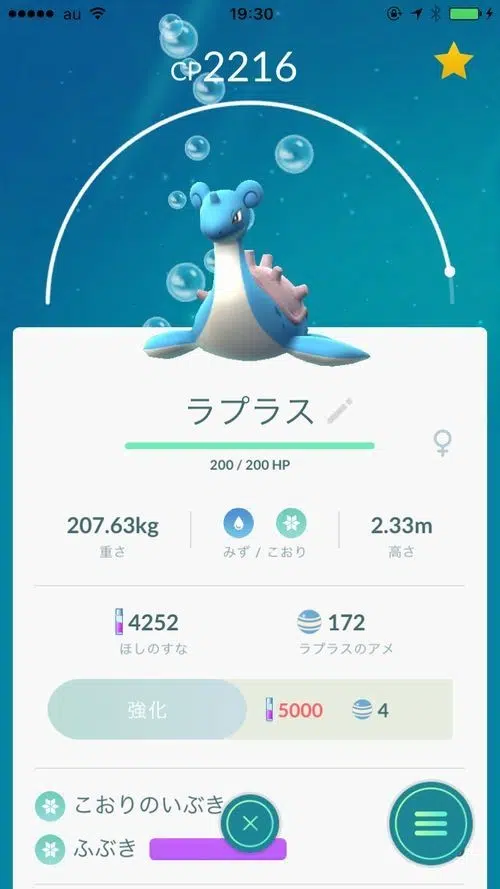 au 19:30
CP2216
ラプラス
200 / 200 HP
207.63kg みず / こおり 2.33m
重さ 高さ
4252 172
ほしのすな ラプラスのアメ
強化 5000 4
こおりのいぶき
ふぶき